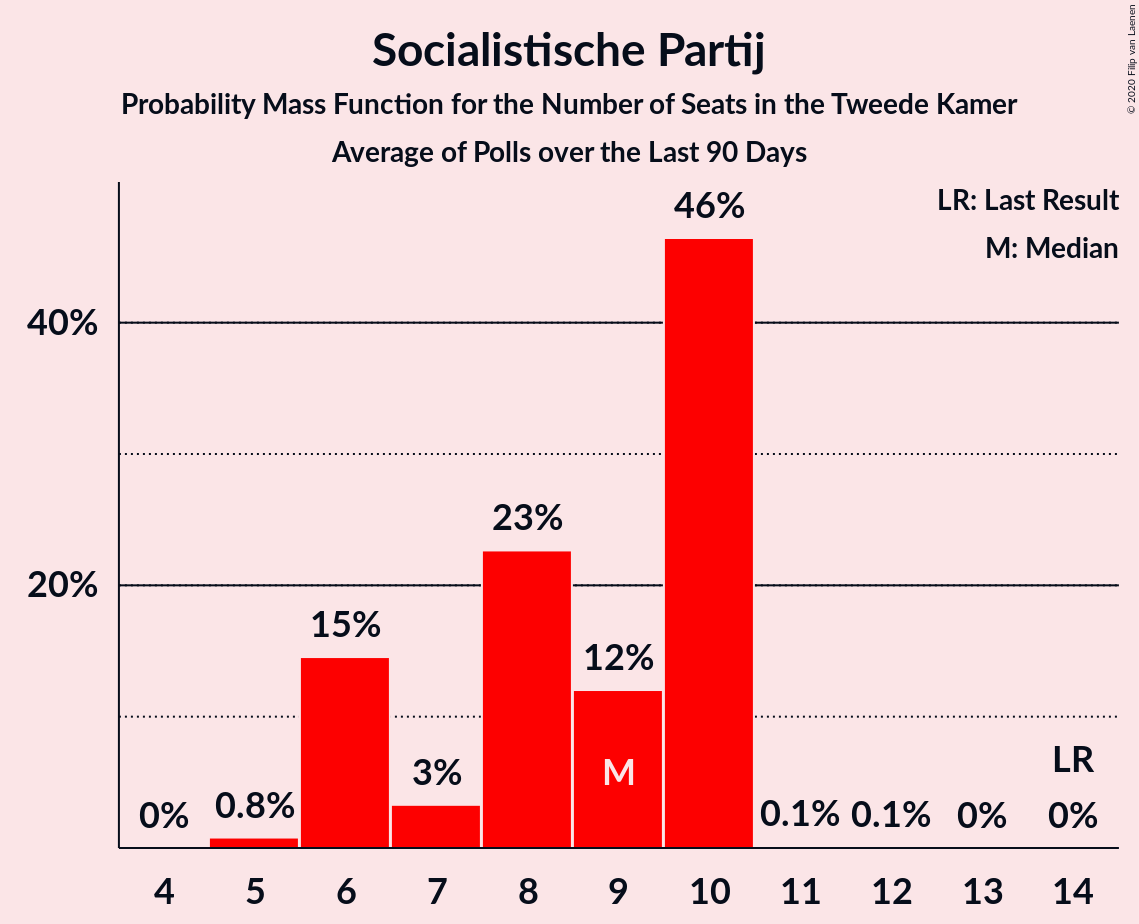 Socialistische Partij
Probability Mass Function for the Number of Seats in the Tweede Kamer
Average of Polls over the Last 90 Days
© 2020 Filip van Laenen
LR: Last Result
M: Median
46%
40%
23%
20%
15%
12%
3%
M
LR
0%
0.8%
0.1%
0.1%
0%
0%
4 5 6 7 8 9 10 11 12 13 14